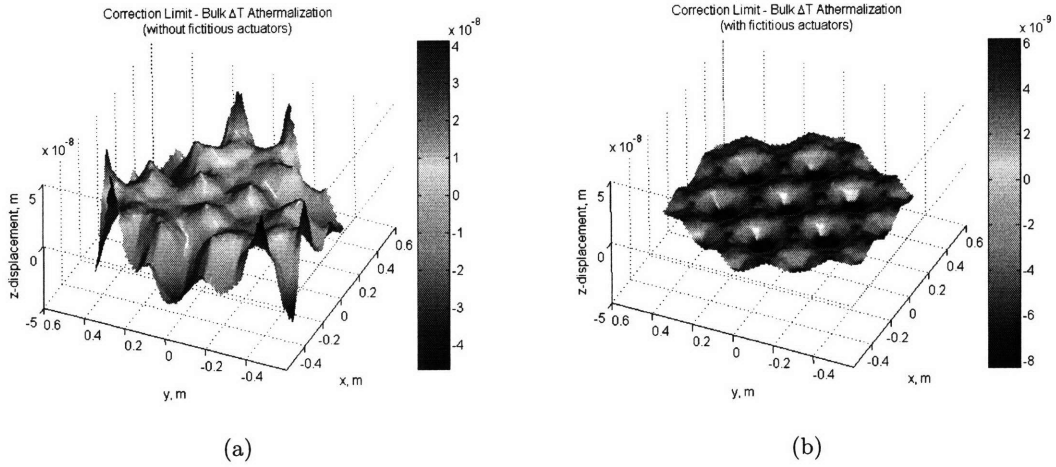 Correction Limit - Bulk ΔT Athermalization
(without fictitious actuators)
x 10⁻⁸
4
3
2
1
0
-1
-2
-3
-4
x 10⁻⁸
5
0
-5
z-displacement, m
0.6
0.4
0.2
0
-0.2
-0.4
y, m
-0.4
-0.2
0
0.2
0.4
0.6
x, m
(a)
Correction Limit - Bulk ΔT Athermalization
(with fictitious actuators)
x 10⁻⁹
6
4
2
0
-2
-4
-6
-8
x 10⁻⁸
5
0
-5
z-displacement, m
0.6
0.4
0.2
0
-0.2
-0.4
y, m
-0.4
-0.2
0
0.2
0.4
0.6
x, m
(b)